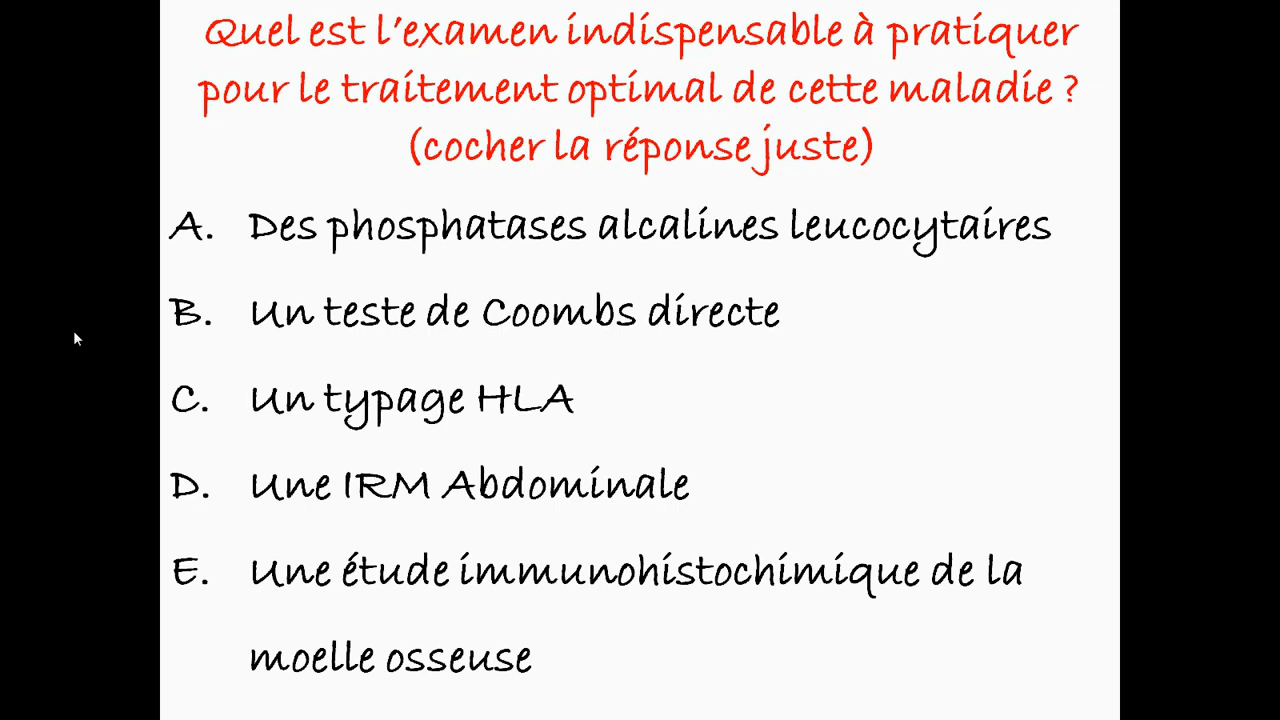 Quel est l’examen indispensable à pratiquer
pour le traitement optimal de cette maladie ?
(cocher la réponse juste)
A. Des phosphatases alcalines leucocytaires
B. Un teste de Coombs directe
C. Un typage HLA
D. Une IRM Abdominale
E. Une étude immunohistochimique de la
moelle osseuse